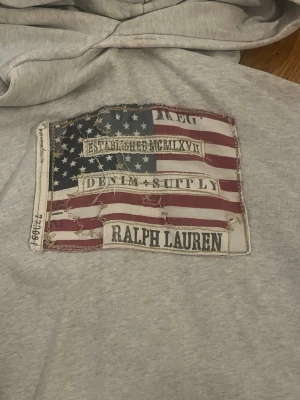 REG
ESTABLISHED MCMLXVII
DENIM + SUPPLY
RALPH LAUREN